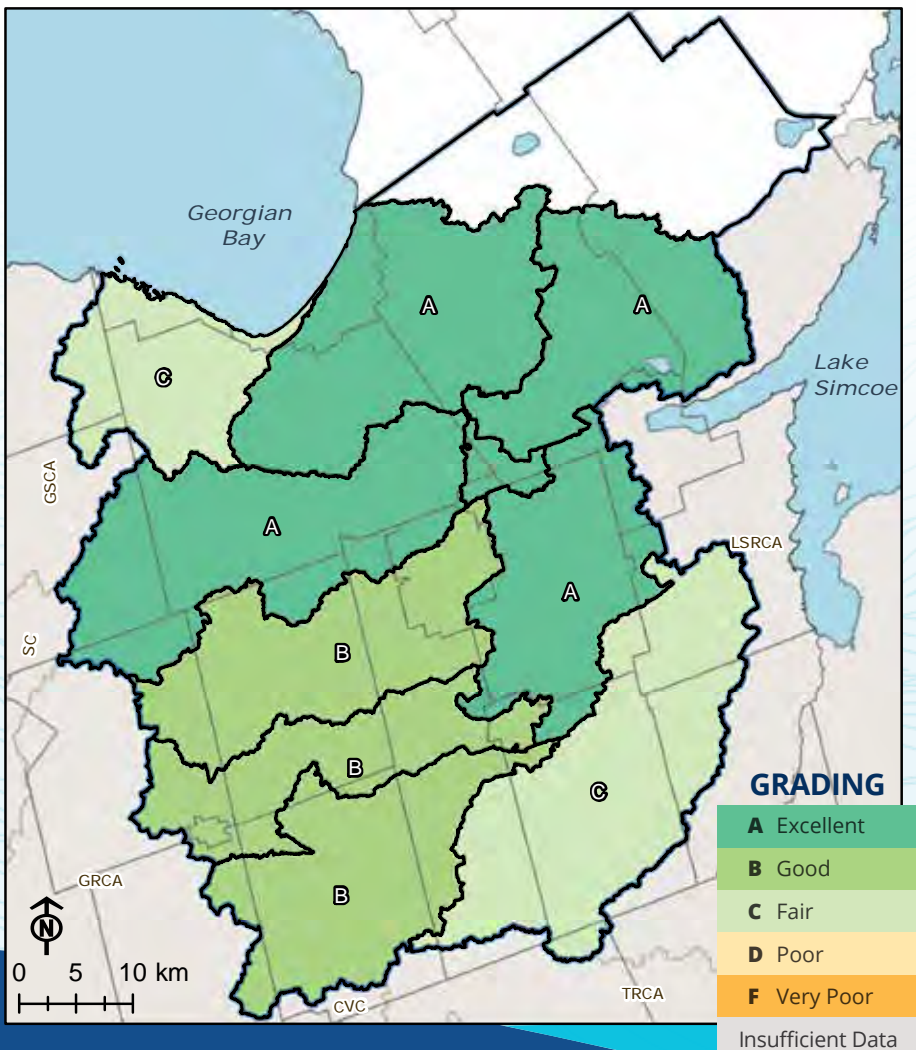 Georgian
Bay
A
A
Lake
Simcoe
C
GSCA
A
LSRCA
A
SC
B
B
C
GRCA
B
N
0 5 10 km
CVC
TRCA
GRADING
A Excellent
B Good
C Fair
D Poor
F Very Poor
Insufficient Data